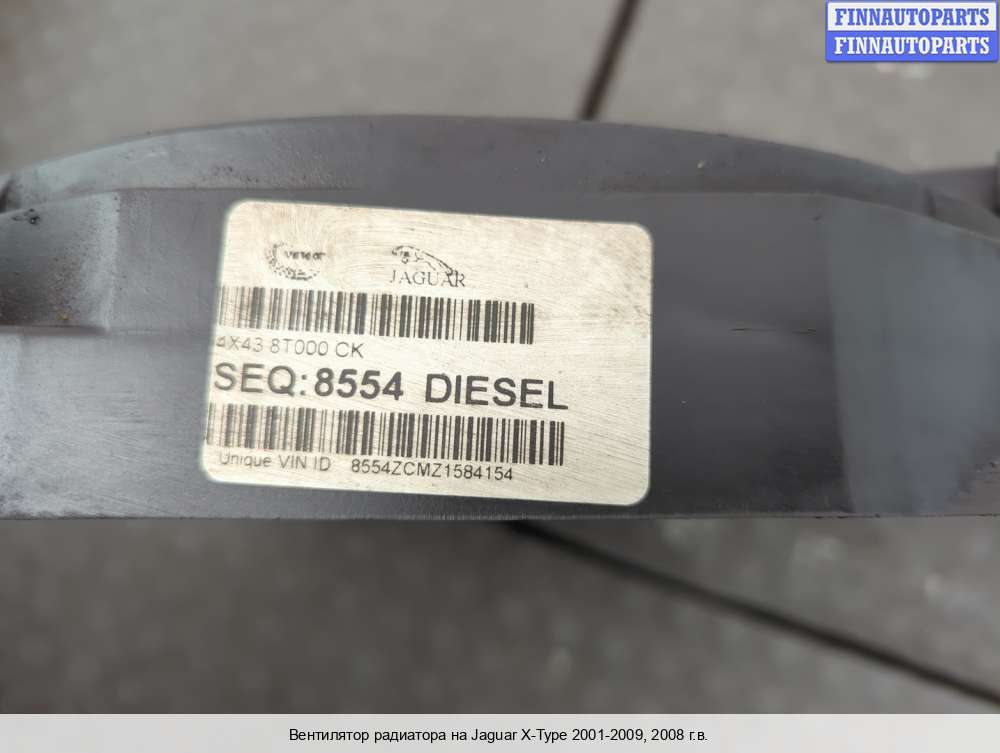 FINNAUTOPARTS
FINNAUTOPARTS
JAGUAR
4X43 8T000 CK
SEQ: 8554 DIESEL
Unique VIN ID 8554ZCMZ1584154
Вентилятор радиатора на Jaguar X-Type 2001-2009, 2008 г.в.